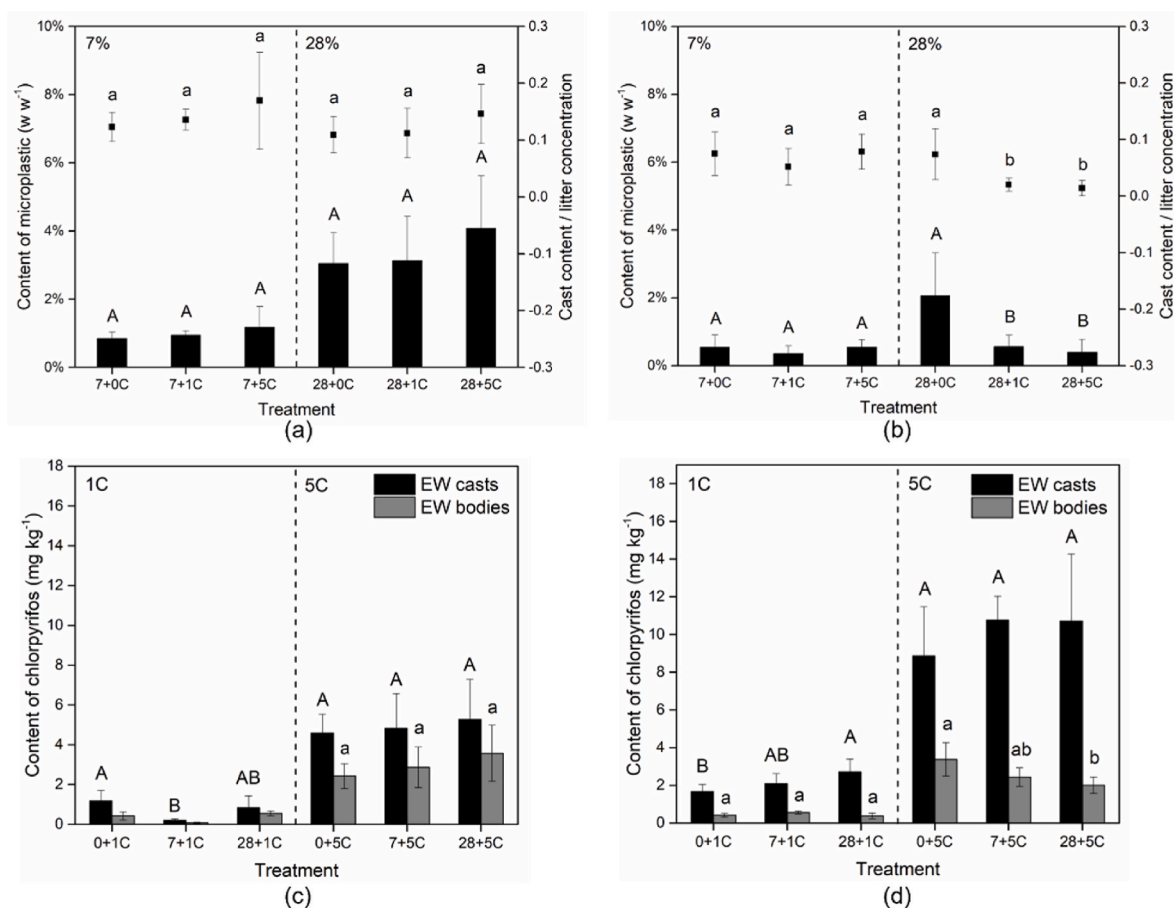 10%
8%
6%
4%
2%
0%
Content of microplastic (w w⁻¹)
7%
28%
a
a
a
a
a
a
A
A
A
A
A
A
0.3
0.2
0.1
0.0
-0.1
-0.2
-0.3
Cast content / litter concentration
7+0C 7+1C 7+5C 28+0C 28+1C 28+5C
Treatment
(a)
10%
8%
6%
4%
2%
0%
Content of microplastic (w w⁻¹)
7%
28%
a
a
a
a
b
b
A
A
A
A
B
B
0.3
0.2
0.1
0.0
-0.1
-0.2
-0.3
Cast content / litter concentration
7+0C 7+1C 7+5C 28+0C 28+1C 28+5C
Treatment
(b)
18
16
14
12
10
8
6
4
2
0
Content of chlorpyrifos (mg kg⁻¹)
1C
5C
EW casts
EW bodies
A
B
AB
A
a
A
a
A
a
0+1C 7+1C 28+1C 0+5C 7+5C 28+5C
Treatment
(c)
18
16
14
12
10
8
6
4
2
0
Content of chlorpyrifos (mg kg⁻¹)
1C
5C
EW casts
EW bodies
B
a
AB
a
A
a
A
a
A
ab
A
b
0+1C 7+1C 28+1C 0+5C 7+5C 28+5C
Treatment
(d)